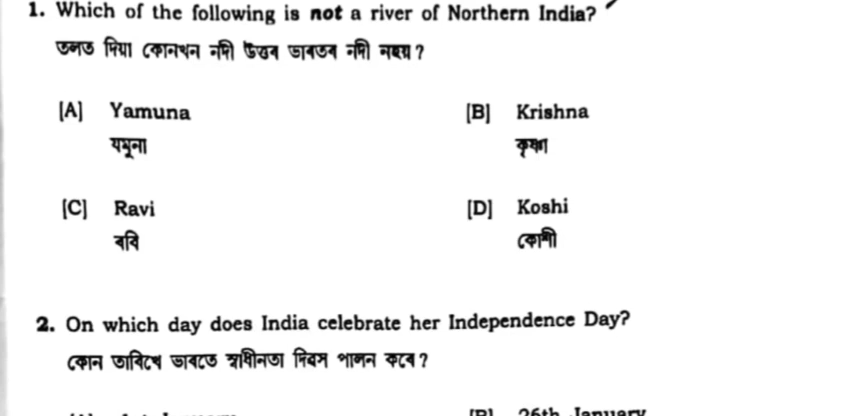 1. Which of the following is not a river of Northern India?
তলত দিয়া কোনখন নদী উত্তৰ ভাৰতৰ নদী নহয় ?
[A] Yamuna
যমুনা
[B] Krishna
কৃষ্ণা
[C] Ravi
ৰবি
[D] Koshi
কোশী
2. On which day does India celebrate her Independence Day?
কোন তাৰিখে ভাৰতে স্বাধীনতা দিৱস পালন কৰে ?
[B] 26th January